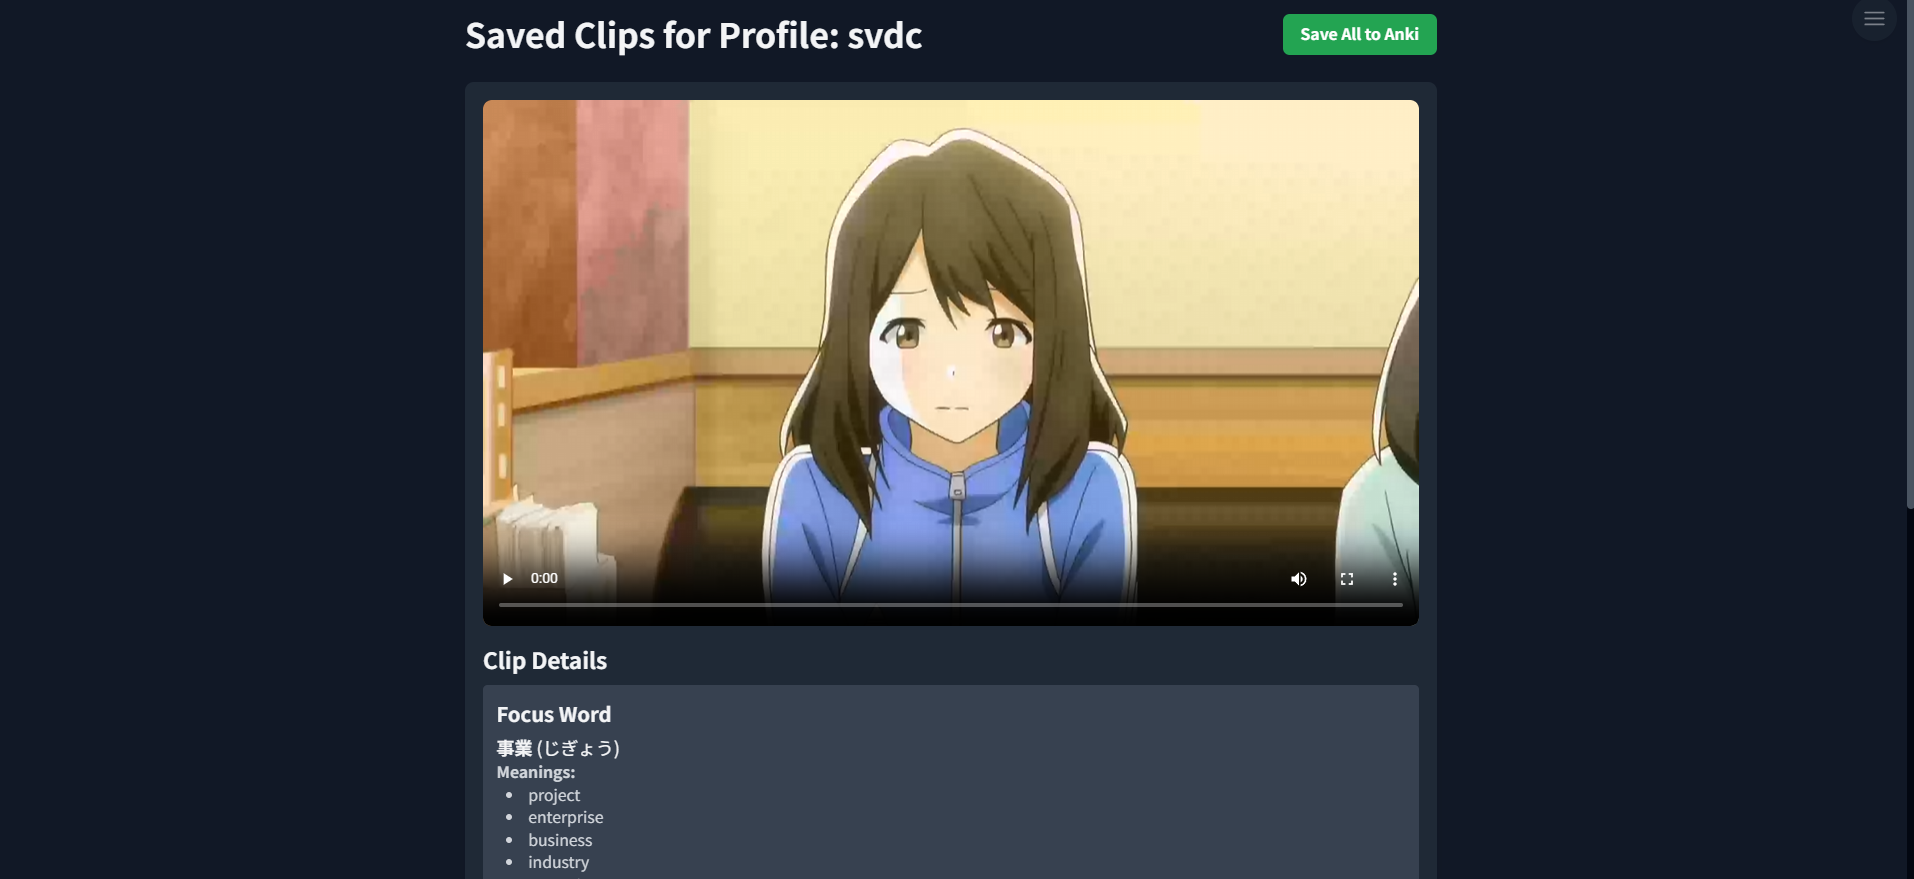 Saved Clips for Profile: svdc
Save All to Anki
0:00
Clip Details
Focus Word
事業 (じぎょう)
Meanings:
project
enterprise
business
industry